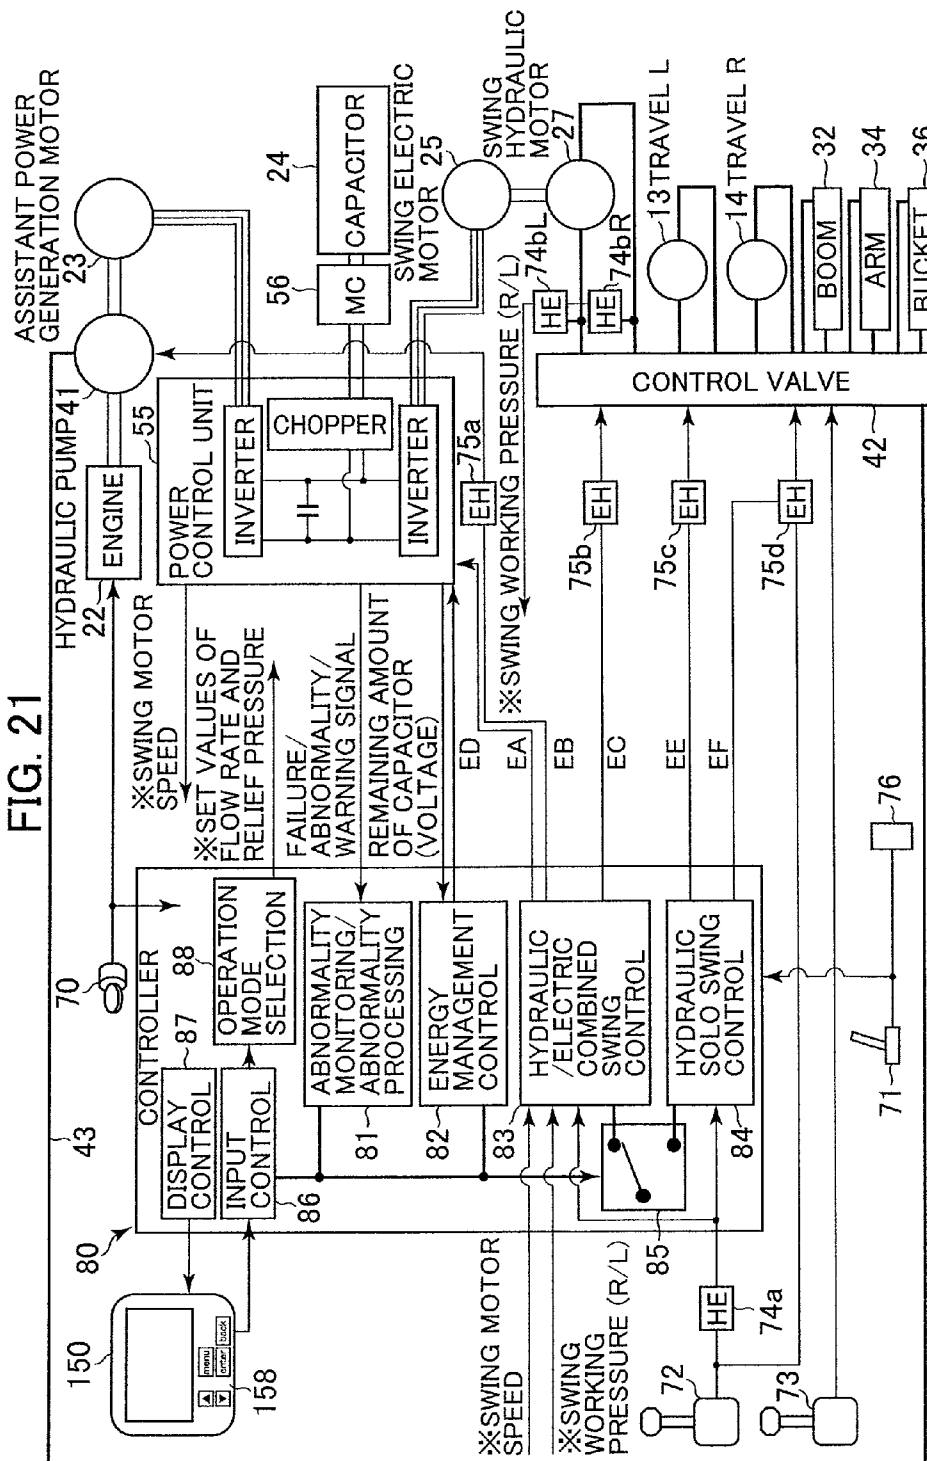 FIG. 21
43
HYDRAULIC PUMP41
ASSISTANT POWER
GENERATION MOTOR
23
22
ENGINE
70
※SWING MOTOR
SPEED
※SET VALUES OF
FLOW RATE AND
RELIEF PRESSURE
FAILURE/
ABNORMALITY/
WARNING SIGNAL
REMAINING AMOUNT
OF CAPACITOR
(VOLTAGE)
55
POWER
CONTROL UNIT
INVERTER
CHOPPER
INVERTER
56
MC
24
CAPACITOR
SWING ELECTRIC
MOTOR
25
SWING
HYDRAULIC
MOTOR
27
80
CONTROLLER
87
DISPLAY
CONTROL
INPUT
CONTROL
86
88
OPERATION
MODE
SELECTION
ABNORMALITY
MONITORING/
ABNORMALITY
PROCESSING
81
ENERGY
MANAGEMENT
CONTROL
82
HYDRAULIC
/ELECTRIC
COMBINED
SWING
CONTROL
83
HYDRAULIC
SOLO SWING
CONTROL
84
85
150
menu
enter
back
158
※SWING MOTOR
SPEED
※SWING
WORKING
PRESSURE (R/L)
HE
74a
72
73
71
76
ED
EA
EB
EC
EE
EF
EH
75a
※SWING WORKING PRESSURE (R/L)
EH
75b
EH
75c
EH
75d
HE
74bL
HE
74bR
CONTROL VALVE
42
13 TRAVEL L
14 TRAVEL R
BOOM
32
ARM
34
BUCKET
36